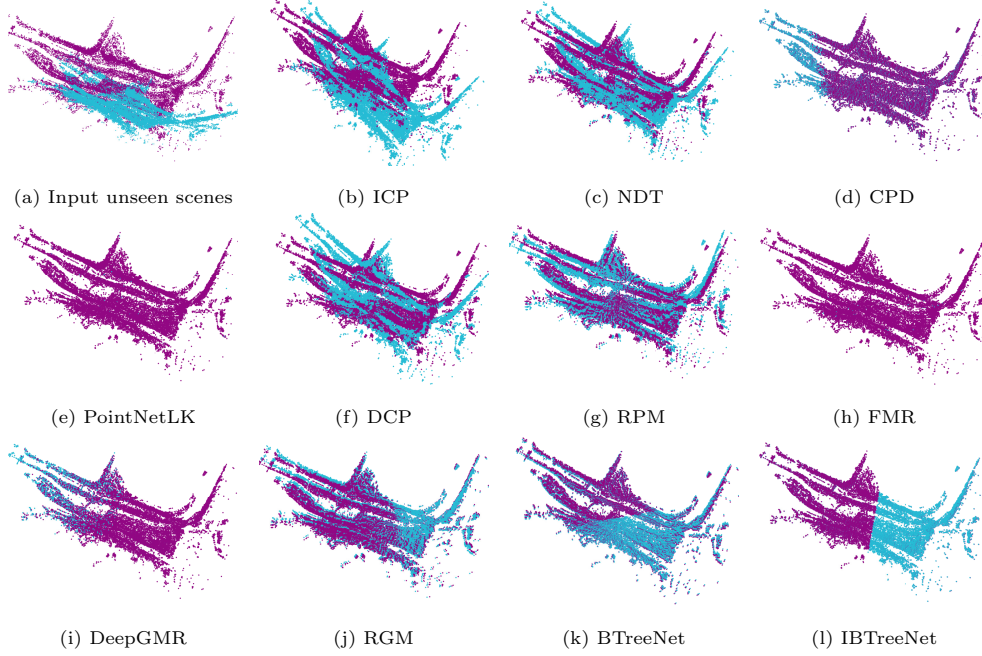 (a) Input unseen scenes
(b) ICP
(c) NDT
(d) CPD
(e) PointNetLK
(f) DCP
(g) RPM
(h) FMR
(i) DeepGMR
(j) RGM
(k) BTreeNet
(l) IBTreeNet